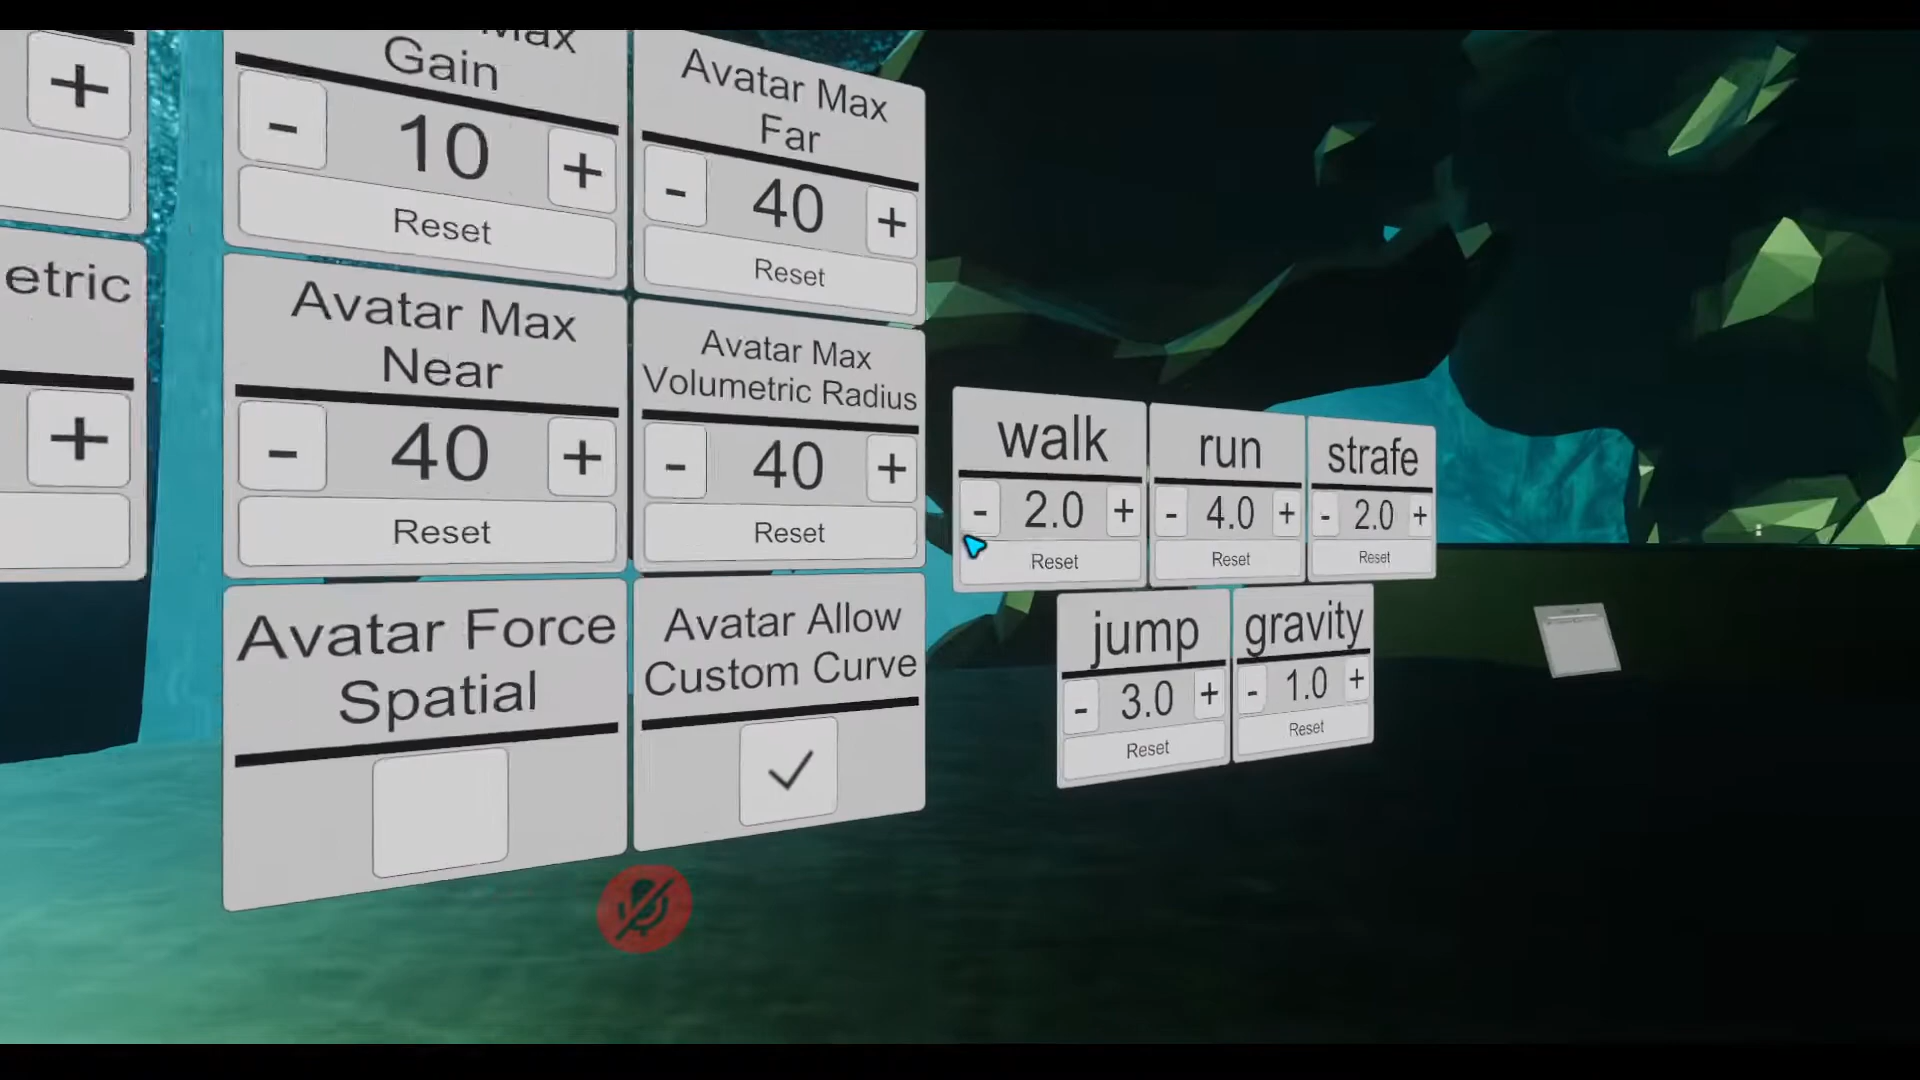 +
etric
+
Max
Gain
- 10 +
Reset
Avatar Max
Far
- 40 +
Reset
Avatar Max
Near
- 40 +
Reset
Avatar Max
Volumetric Radius
- 40 +
Reset
Avatar Force
Spatial
Avatar Allow
Custom Curve
walk
- 2.0 +
Reset
run
- 4.0 +
Reset
strafe
- 2.0 +
Reset
jump
- 3.0 +
Reset
gravity
- 1.0 +
Reset